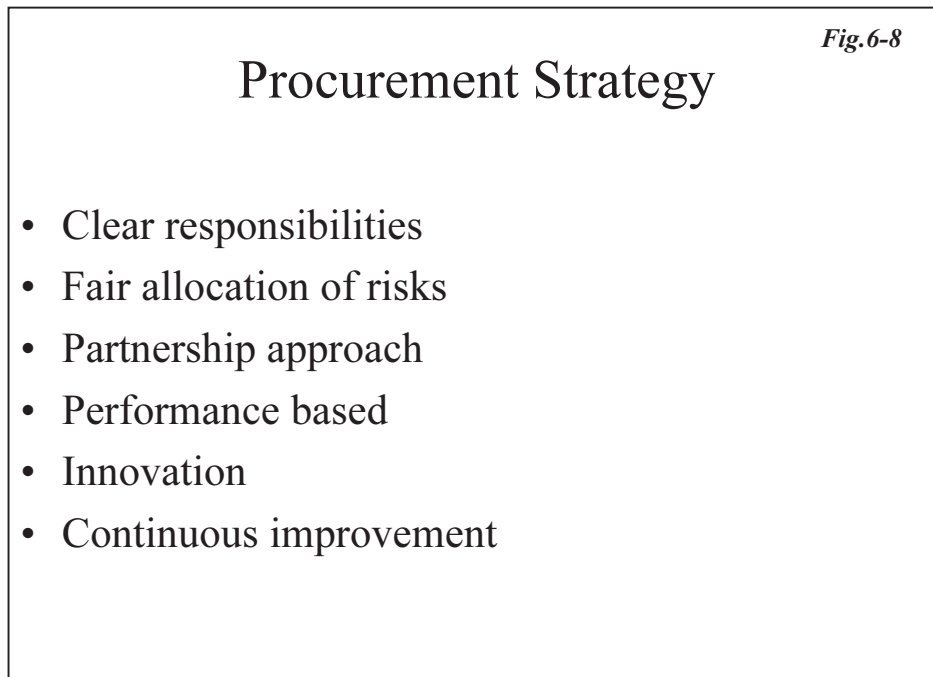 Fig.6-8
Procurement Strategy
• Clear responsibilities
• Fair allocation of risks
• Partnership approach
• Performance based
• Innovation
• Continuous improvement